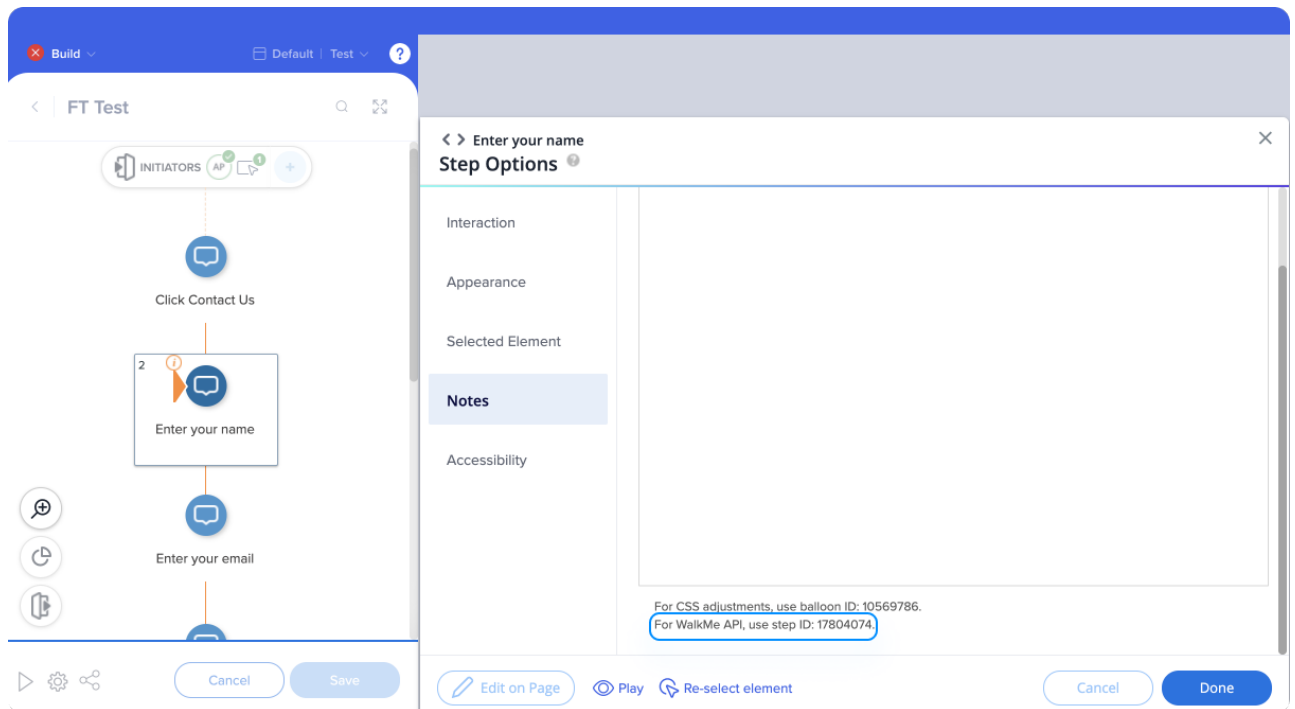 Build
Default | Test
?
FT Test
INITIATORS AP 1 +
Click Contact Us
2
i
Enter your name
Enter your email
Cancel
Save
< > Enter your name
Step Options ?
Interaction
Appearance
Selected Element
Notes
Accessibility
For CSS adjustments, use balloon ID: 10569786.
For WalkMe API, use step ID: 17804074.
Edit on Page
Play
Re-select element
Cancel
Done